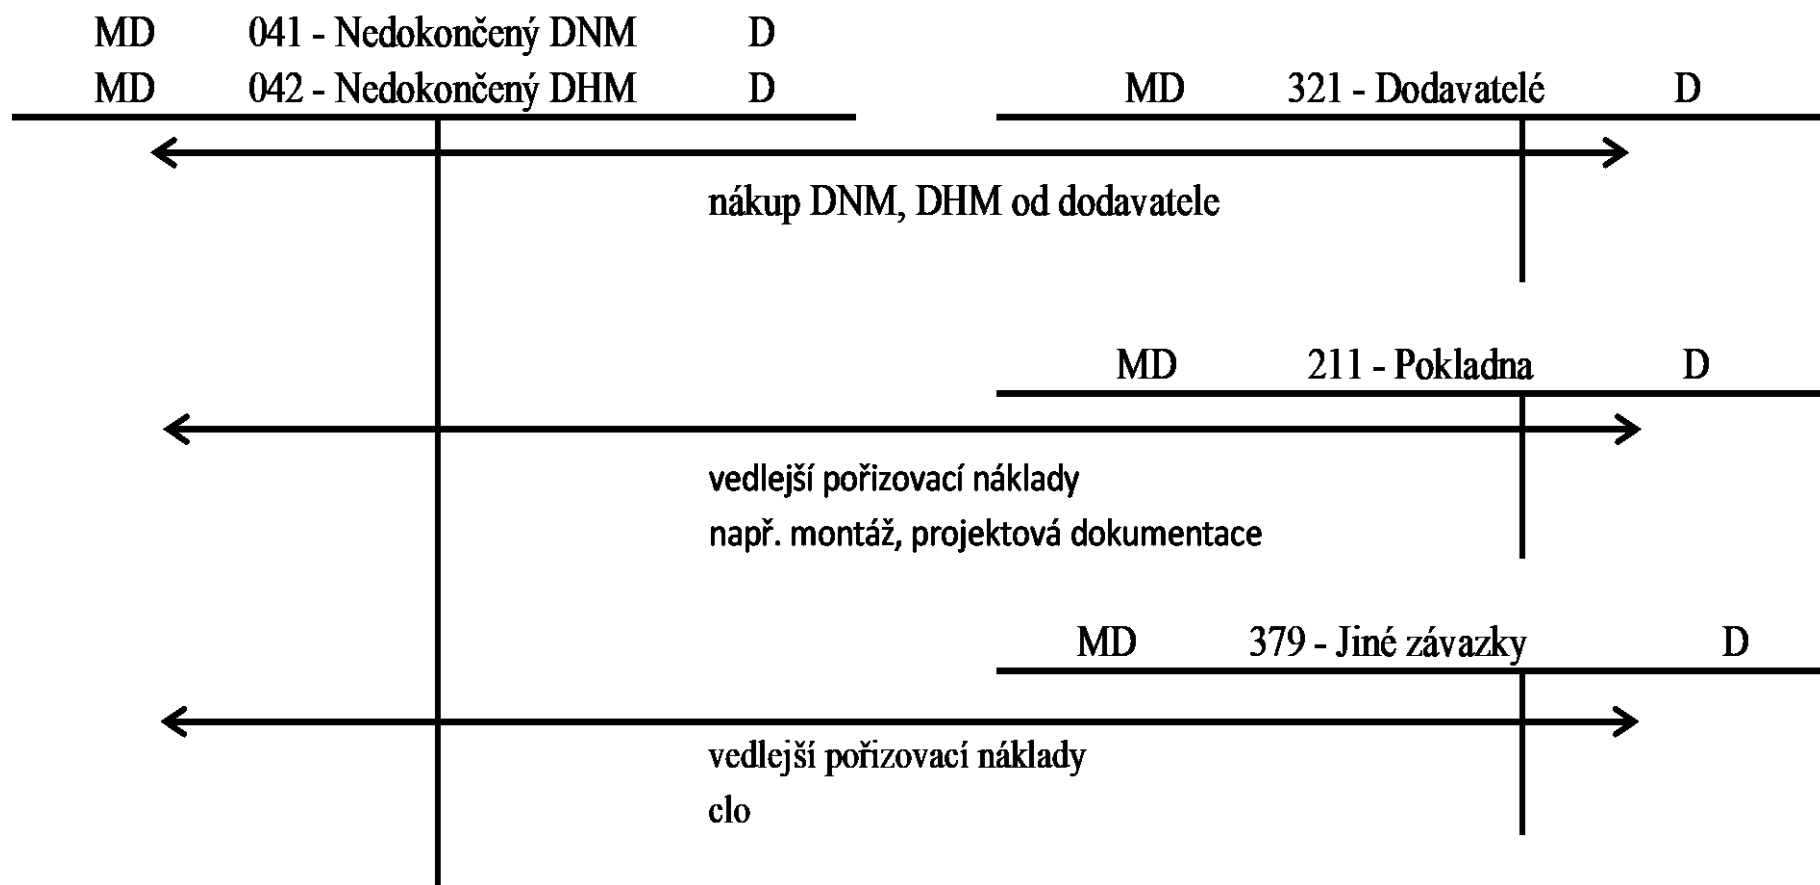 MD 041 - Nedokončený DNM D
MD 042 - Nedokončený DHM D
MD 321 - Dodavatelé D
nákup DNM, DHM od dodavatele
MD 211 - Pokladna D
vedlejší pořizovací náklady
např. montáž, projektová dokumentace
MD 379 - Jiné závazky D
vedlejší pořizovací náklady
clo